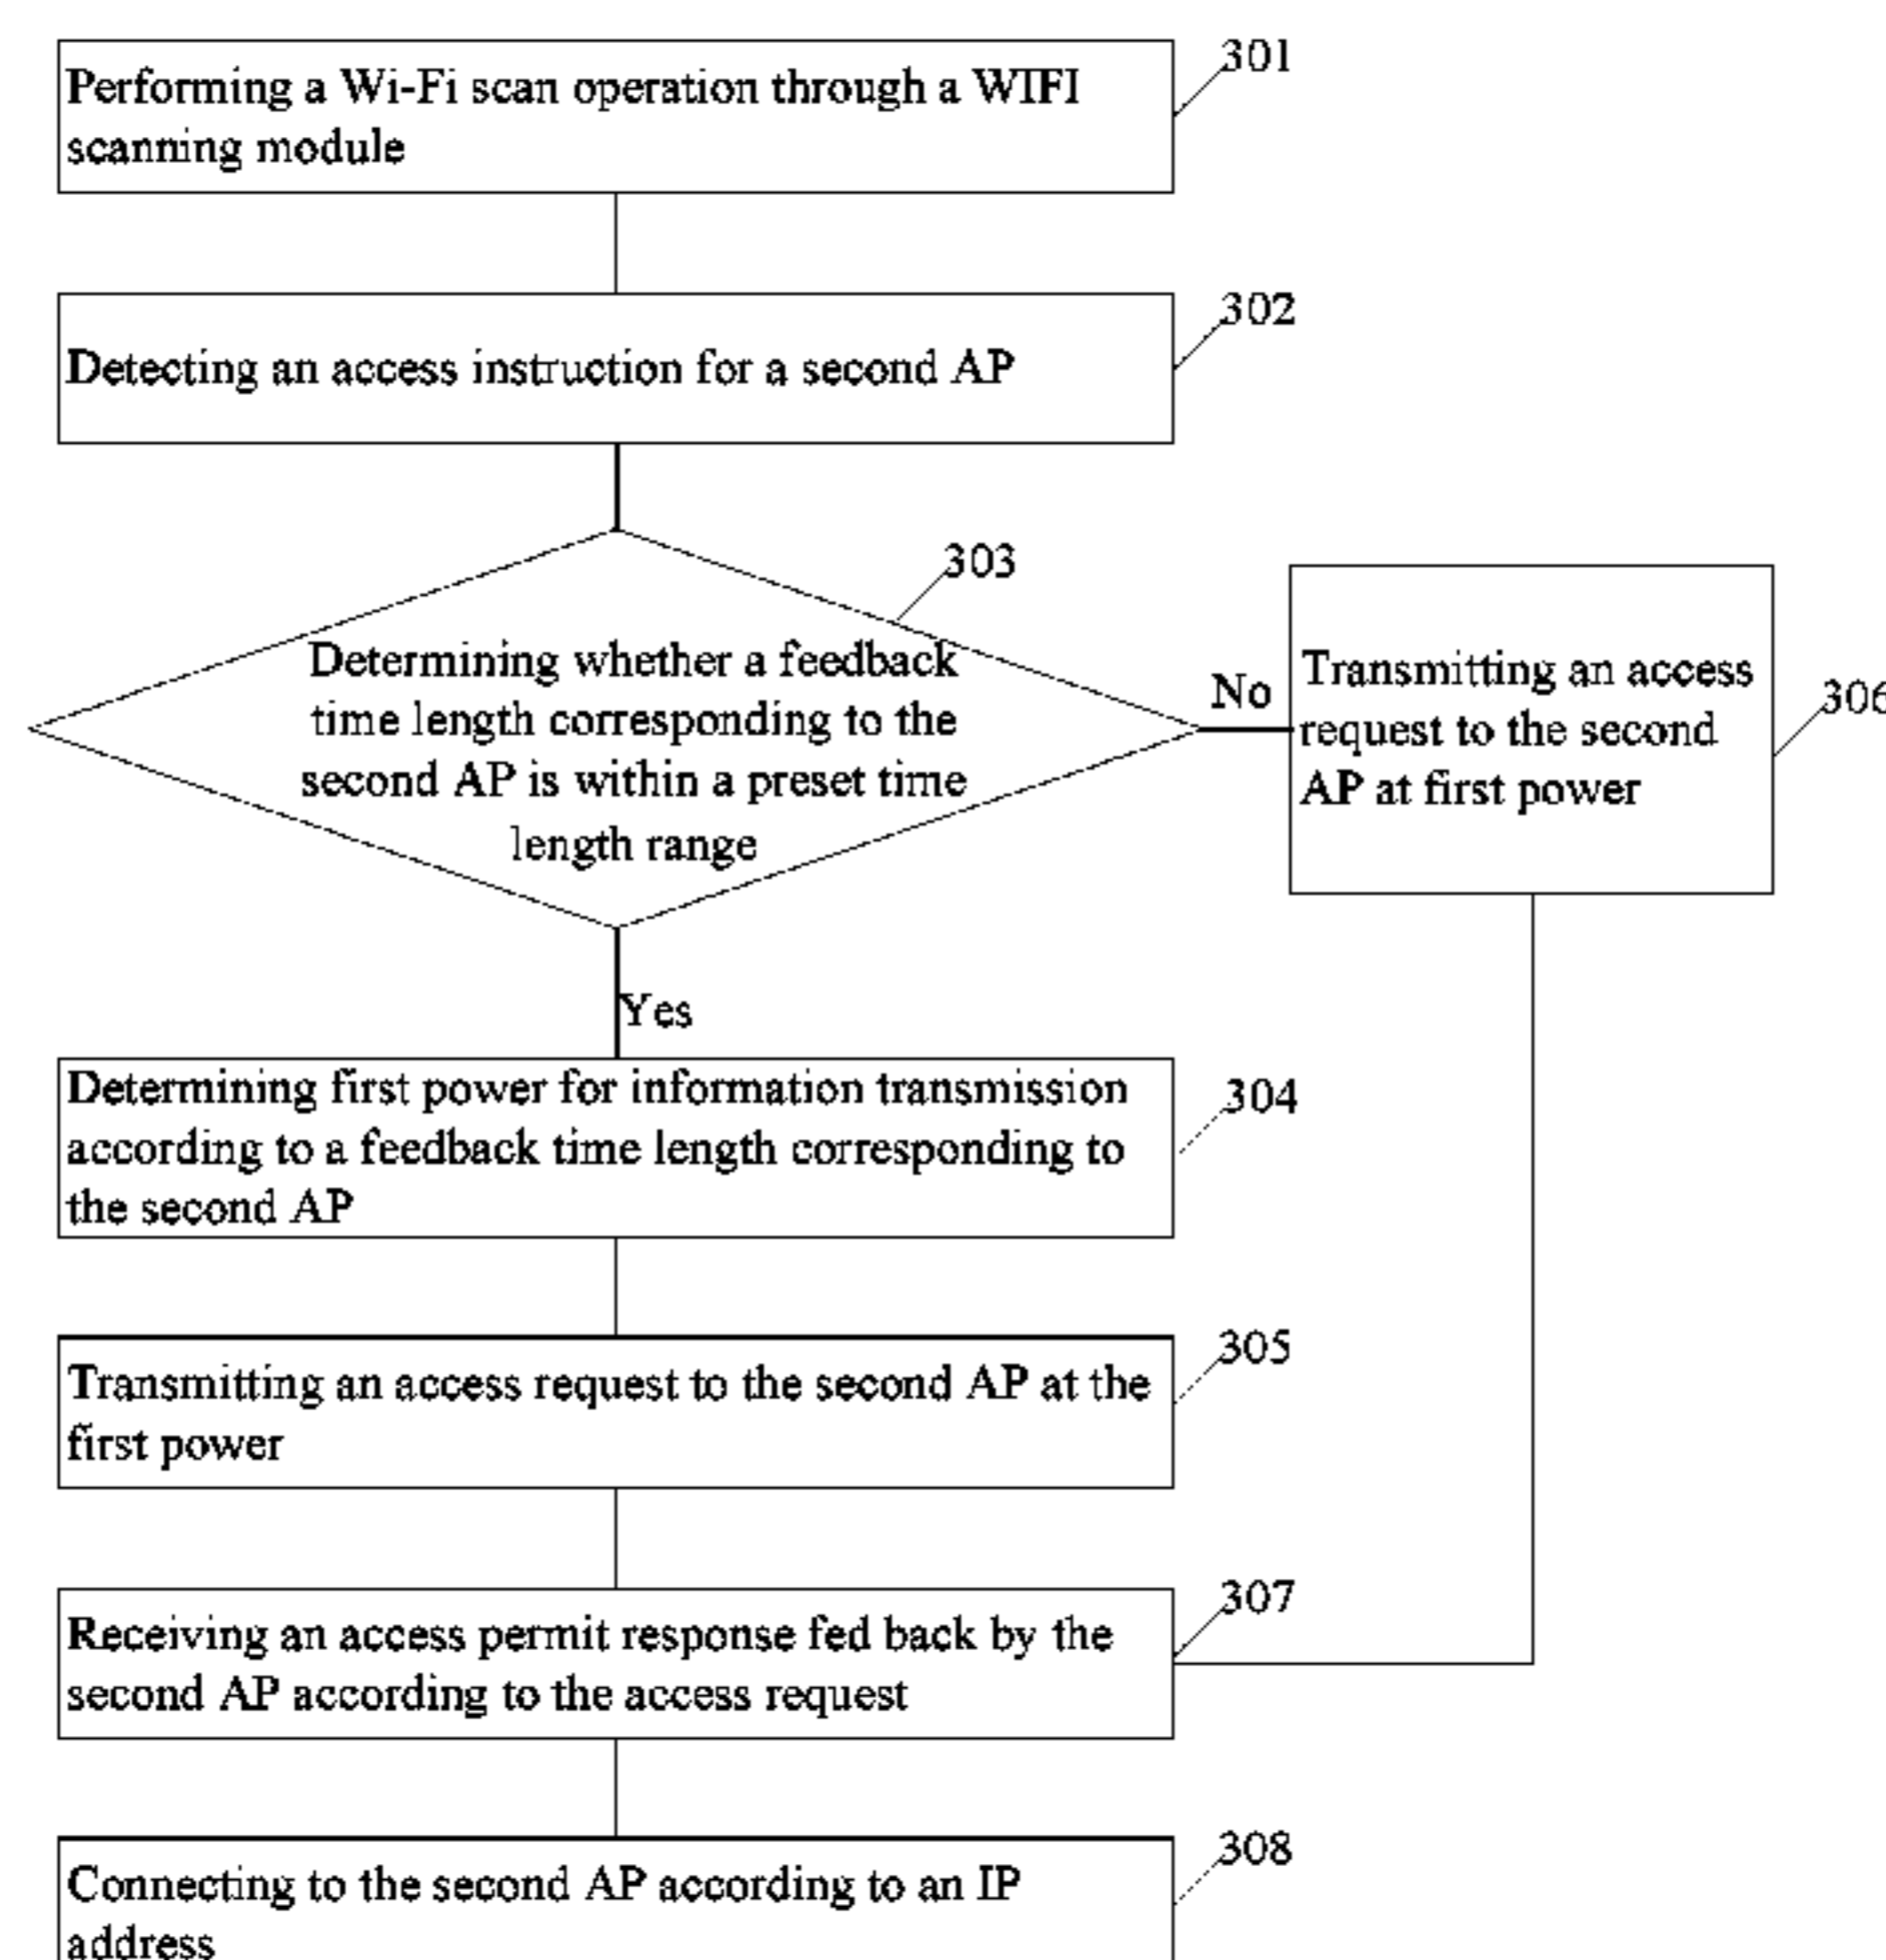 301
Performing a Wi-Fi scan operation through a WIFI
scanning module
302
Detecting an access instruction for a second AP
303
Determining whether a feedback
time length corresponding to the
second AP is within a preset time
length range
No
Transmitting an access
request to the second
AP at first power
306
Yes
Determining first power for information transmission
according to a feedback time length corresponding to
the second AP
304
Transmitting an access request to the second AP at the
first power
305
Receiving an access permit response fed back by the
second AP according to the access request
307
Connecting to the second AP according to an IP
address
308